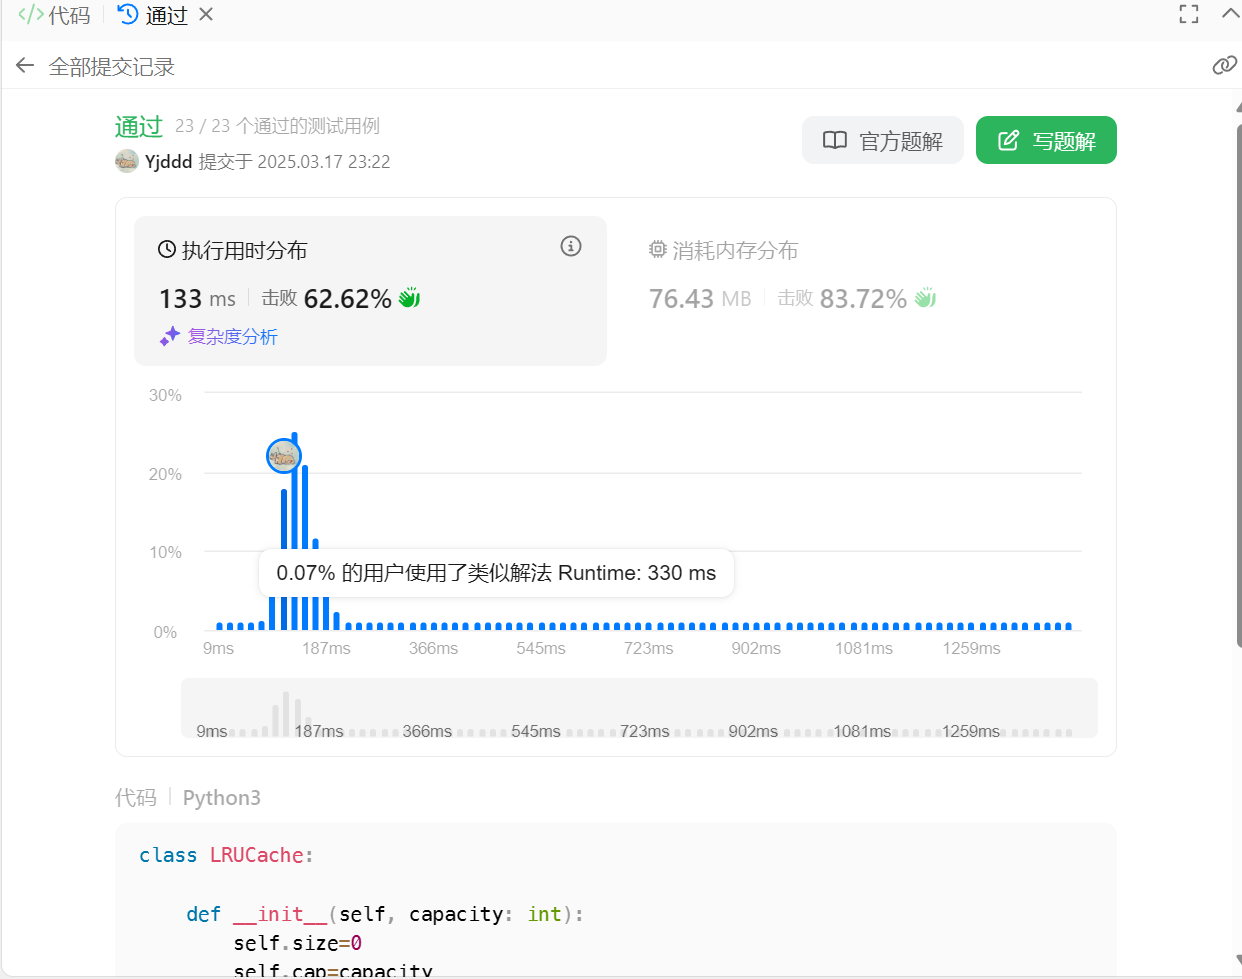 </>代码 通过
全部提交记录
通过 23 / 23 个通过的测试用例
官方题解
写题解
Yjddd 提交于 2025.03.17 23:22
执行用时分布
133 ms 击败 62.62%
复杂度分析
消耗内存分布
76.43 MB 击败 83.72%
30%
20%
10%
0.07% 的用户使用了类似解法 Runtime: 330 ms
0%
9ms 187ms 366ms 545ms 723ms 902ms 1081ms 1259ms
9ms 187ms 366ms 545ms 723ms 902ms 1081ms 1259ms
代码 Python3
class LRUCache:
def __init__(self, capacity: int):
self.size=0
self.cap=capacity